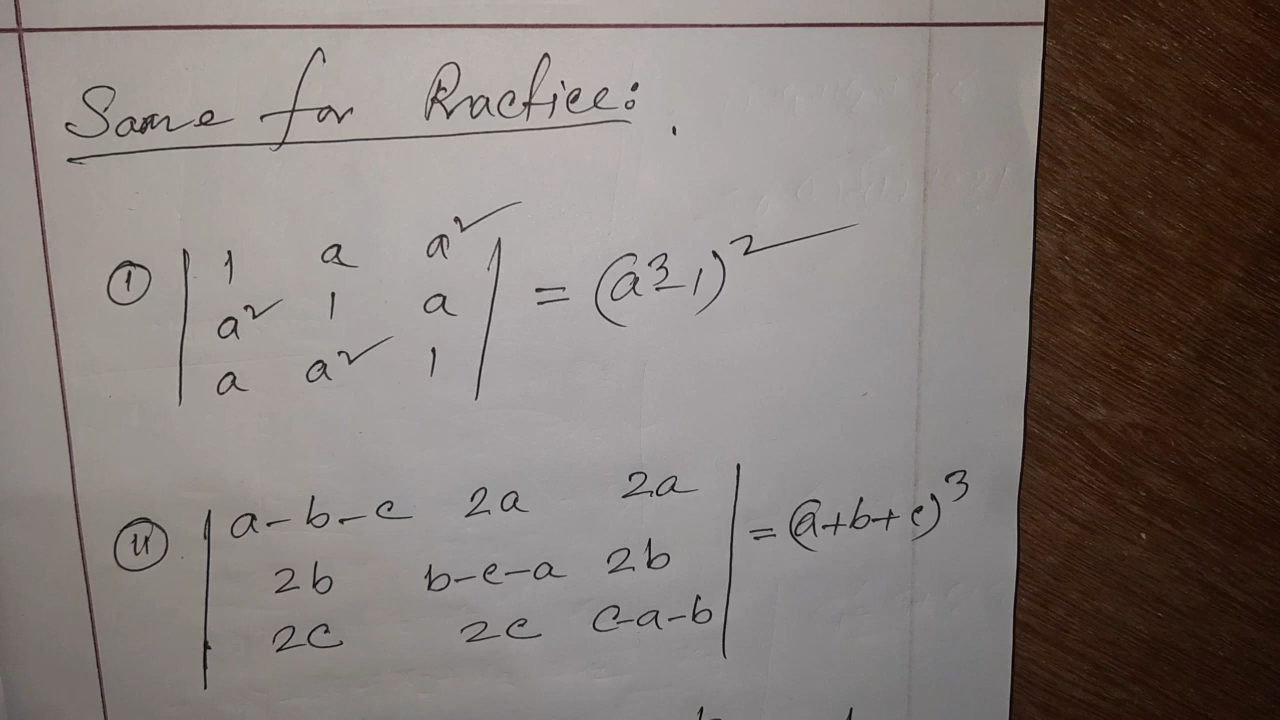 Some for Practice:
① | 1 a a² |
| a² 1 a | = (a³-1)²
| a a² 1 |
ⓘⓘ | a-b-c 2a 2a |
| 2b b-c-a 2b | = (a+b+c)³
| 2c 2c c-a-b |